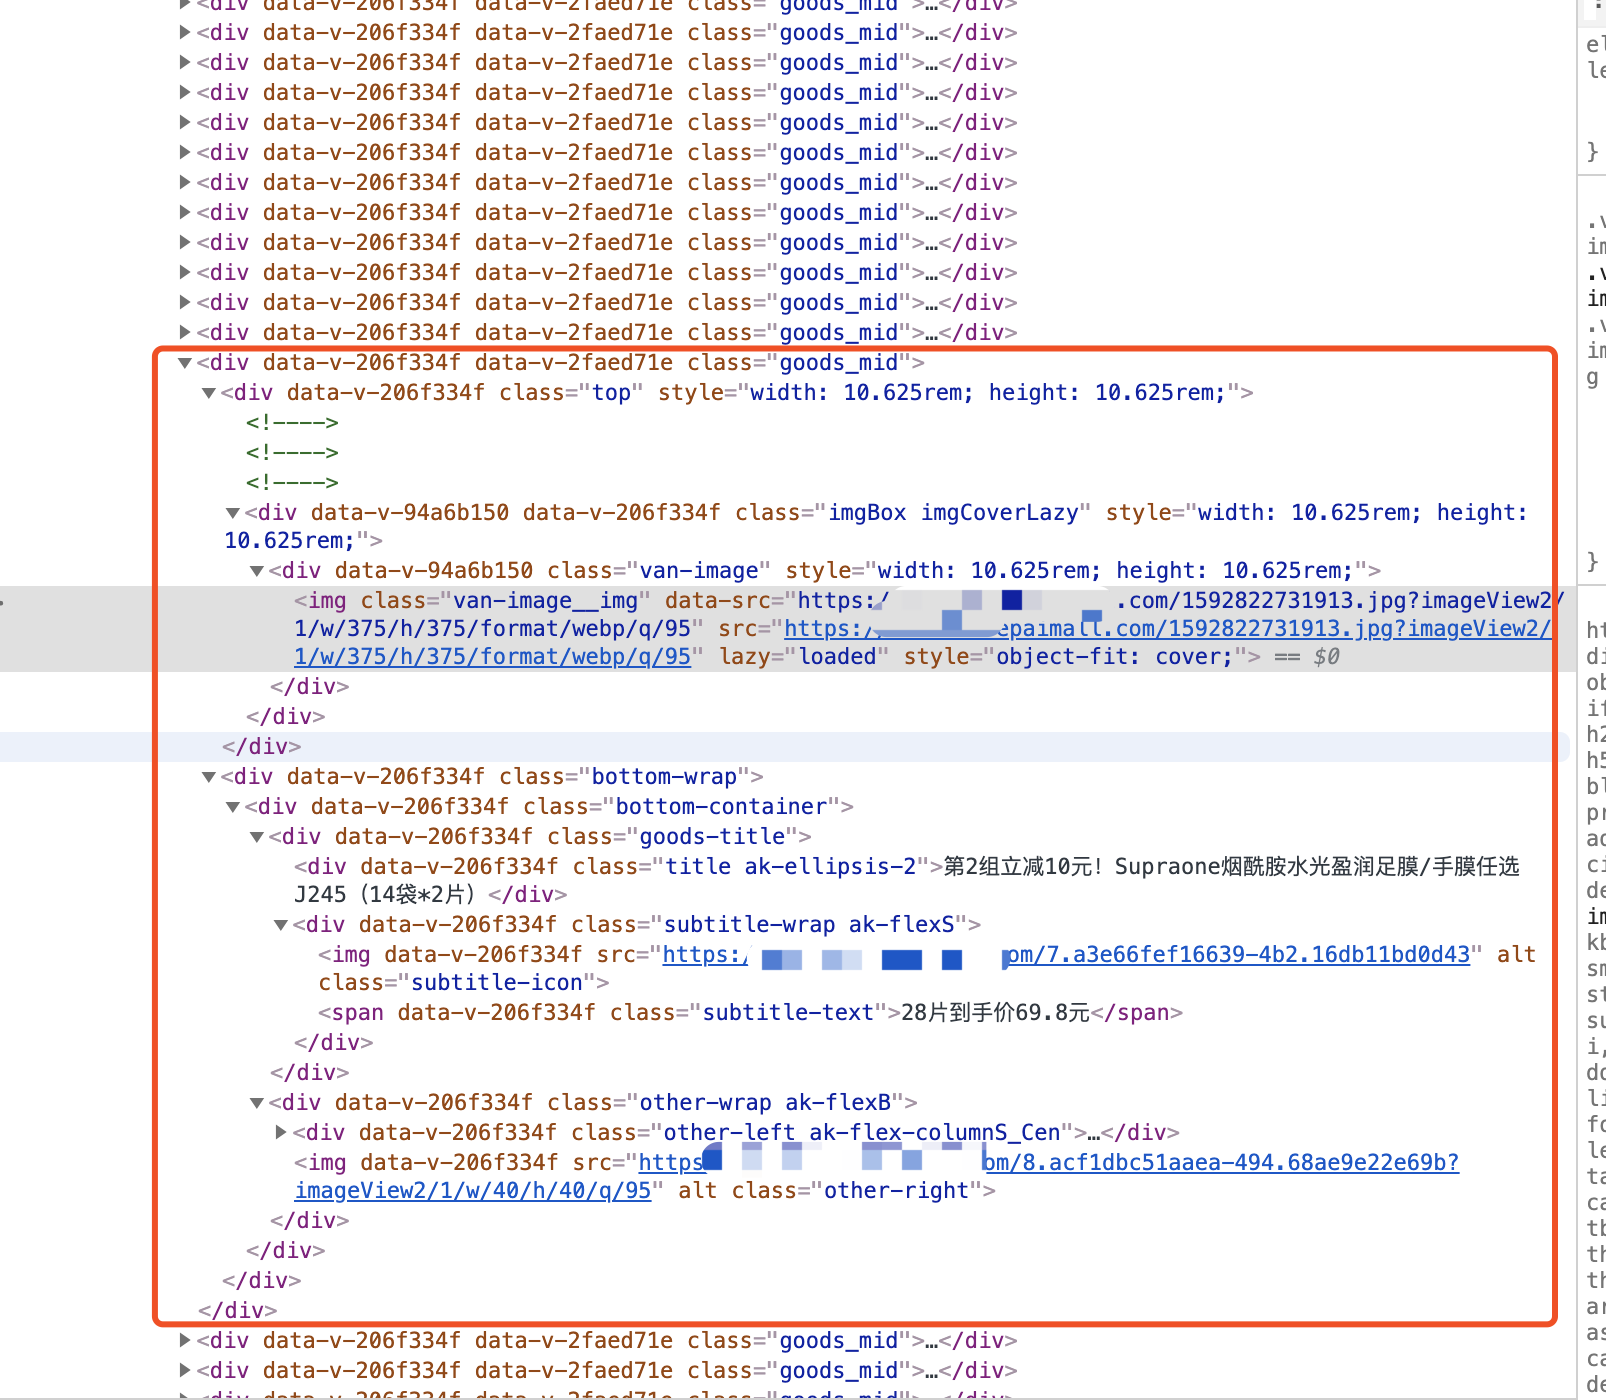 ▶<div data-v-206f334f data-v-2faed71e class="goods_mid">…</div>
▶<div data-v-206f334f data-v-2faed71e class="goods_mid">…</div>
▶<div data-v-206f334f data-v-2faed71e class="goods_mid">…</div>
▶<div data-v-206f334f data-v-2faed71e class="goods_mid">…</div>
▶<div data-v-206f334f data-v-2faed71e class="goods_mid">…</div>
▶<div data-v-206f334f data-v-2faed71e class="goods_mid">…</div>
▶<div data-v-206f334f data-v-2faed71e class="goods_mid">…</div>
▶<div data-v-206f334f data-v-2faed71e class="goods_mid">…</div>
▶<div data-v-206f334f data-v-2faed71e class="goods_mid">…</div>
▶<div data-v-206f334f data-v-2faed71e class="goods_mid">…</div>
▶<div data-v-206f334f data-v-2faed71e class="goods_mid">…</div>
▶<div data-v-206f334f data-v-2faed71e class="goods_mid">…</div>
▼<div data-v-206f334f data-v-2faed71e class="goods_mid">
▼<div data-v-206f334f class="top" style="width: 10.625rem; height: 10.625rem;">
<!---->
<!---->
<!---->
▼<div data-v-94a6b150 data-v-206f334f class="imgBox imgCoverLazy" style="width: 10.625rem; height:
10.625rem;">
▼<div data-v-94a6b150 class="van-image" style="width: 10.625rem; height: 10.625rem;">
<img class="van-image__img" data-src="https:/ .com/1592822731913.jpg?imageView2/
1/w/375/h/375/format/webp/q/95" src="https:/ epaimall.com/1592822731913.jpg?imageView2/
1/w/375/h/375/format/webp/q/95" lazy="loaded" style="object-fit: cover;"> == $0
</div>
</div>
</div>
▼<div data-v-206f334f class="bottom-wrap">
▼<div data-v-206f334f class="bottom-container">
▼<div data-v-206f334f class="goods-title">
<div data-v-206f334f class="title ak-ellipsis-2">第2组立减10元！Supraone烟酰胺水光盈润足膜/手膜任选
J245（14袋*2片）</div>
▼<div data-v-206f334f class="subtitle-wrap ak-flexS">
<img data-v-206f334f src="https:/ om/7.a3e66fef16639-4b2.16db11bd0d43" alt
class="subtitle-icon">
<span data-v-206f334f class="subtitle-text">28片到手价69.8元</span>
</div>
</div>
▼<div data-v-206f334f class="other-wrap ak-flexB">
▶<div data-v-206f334f class="other-left ak-flex-columnS_Cen">…</div>
<img data-v-206f334f src="https om/8.acf1dbc51aaea-494.68ae9e22e69b?
imageView2/1/w/40/h/40/q/95" alt class="other-right">
</div>
</div>
</div>
</div>
▶<div data-v-206f334f data-v-2faed71e class="goods_mid">…</div>
▶<div data-v-206f334f data-v-2faed71e class="goods_mid">…</div>